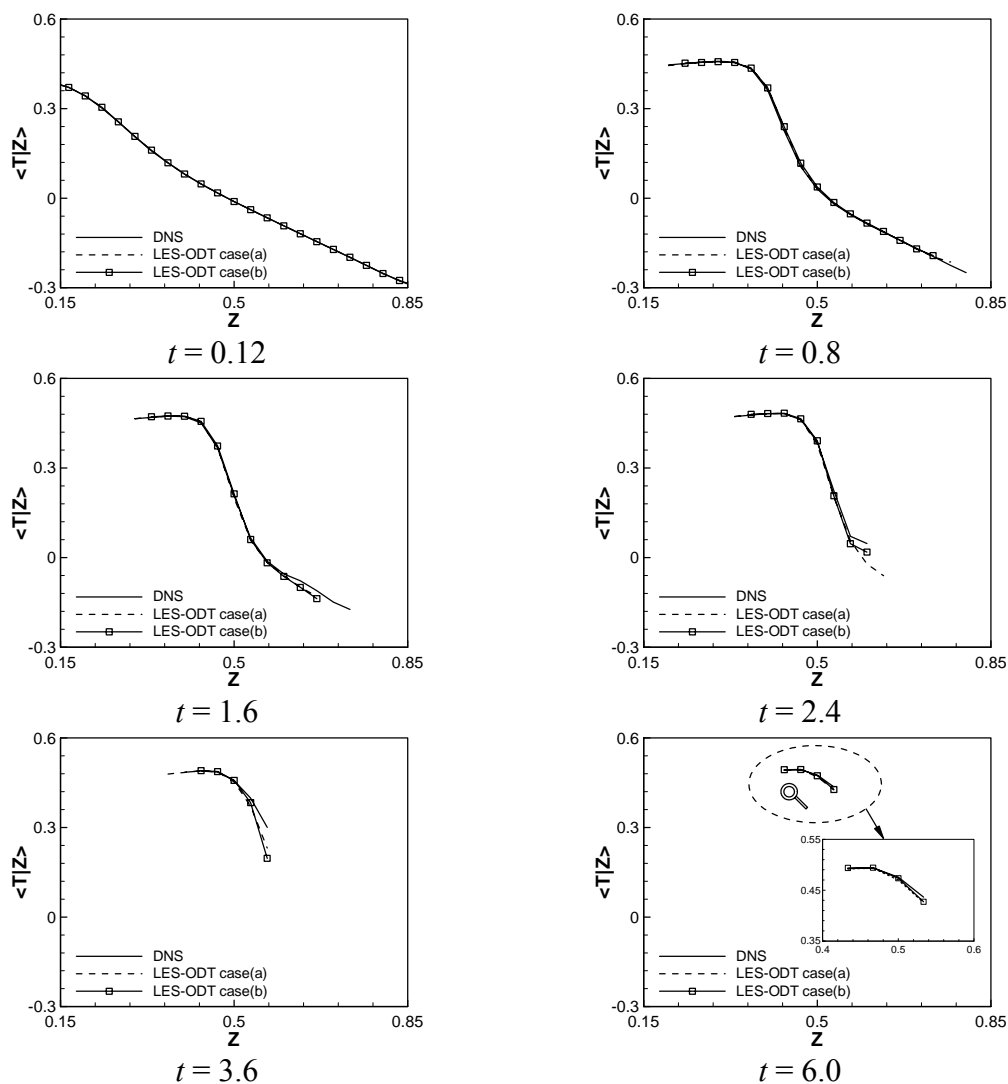 0.6
0.3
0
-0.3
<T|Z>
DNS
LES-ODT case(a)
LES-ODT case(b)
0.15
0.5
0.85
Z
t = 0.12
0.6
0.3
0
-0.3
<T|Z>
DNS
LES-ODT case(a)
LES-ODT case(b)
0.15
0.5
0.85
Z
t = 0.8
0.6
0.3
0
-0.3
<T|Z>
DNS
LES-ODT case(a)
LES-ODT case(b)
0.15
0.5
0.85
Z
t = 1.6
0.6
0.3
0
-0.3
<T|Z>
DNS
LES-ODT case(a)
LES-ODT case(b)
0.15
0.5
0.85
Z
t = 2.4
0.6
0.3
0
-0.3
<T|Z>
DNS
LES-ODT case(a)
LES-ODT case(b)
0.15
0.5
0.85
Z
t = 3.6
0.6
0.3
0
-0.3
<T|Z>
0.55
0.45
0.35
0.4
0.5
0.6
DNS
LES-ODT case(a)
LES-ODT case(b)
0.15
0.5
0.85
Z
t = 6.0